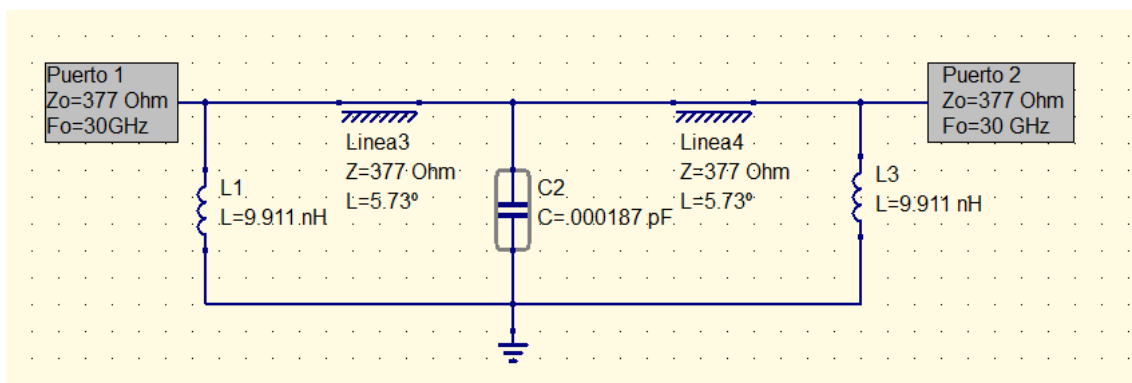 Puerto 1
Zo=377 Ohm
Fo=30GHz
Puerto 2
Zo=377 Ohm
Fo=30 GHz
Linea3
Z=377 Ohm
L=5.73º
Linea4
Z=377 Ohm
L=5.73º
L1
L=9.911 nH
C2
C=.000187 pF
L3
L=9.911 nH